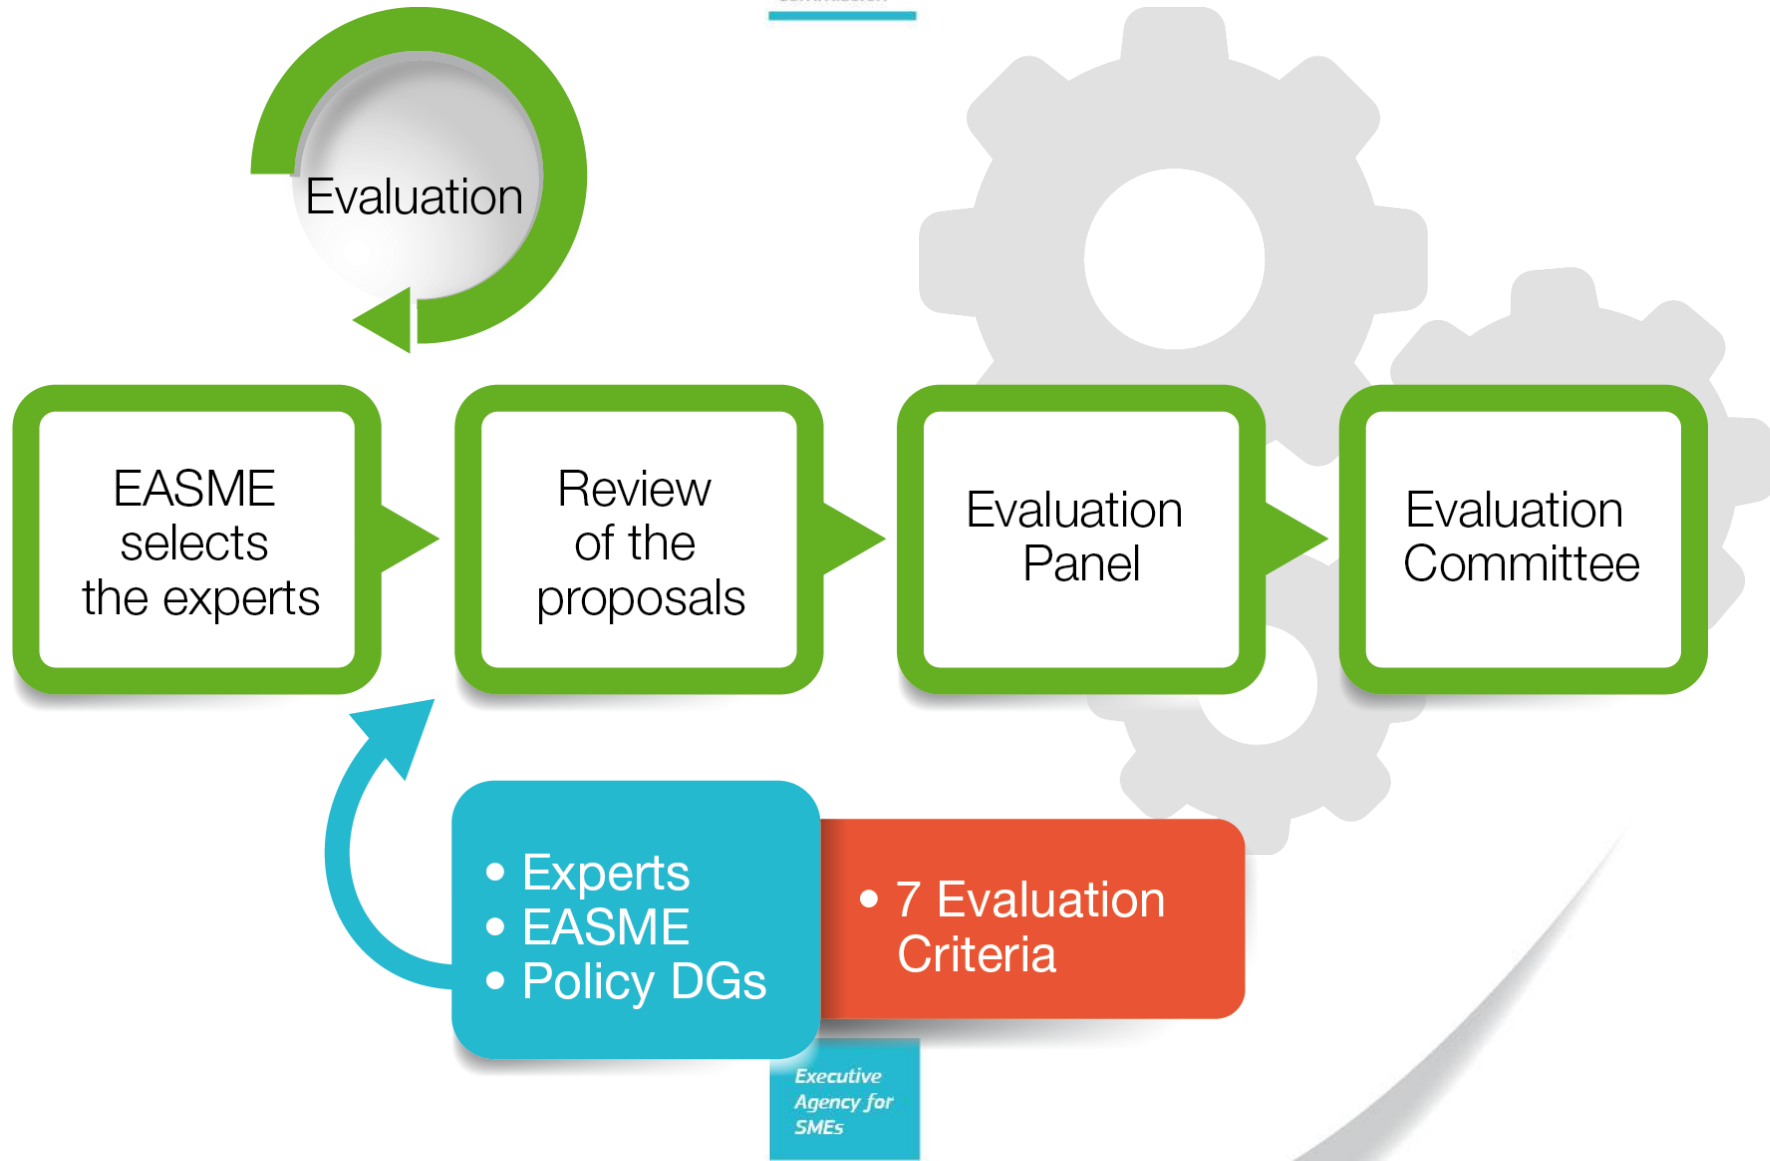 Evaluation
EASME
selects
the experts
Review
of the
proposals
Evaluation
Panel
Evaluation
Committee
• Experts
• EASME
• Policy DGs
• 7 Evaluation
Criteria
Executive
Agency for
SMEs